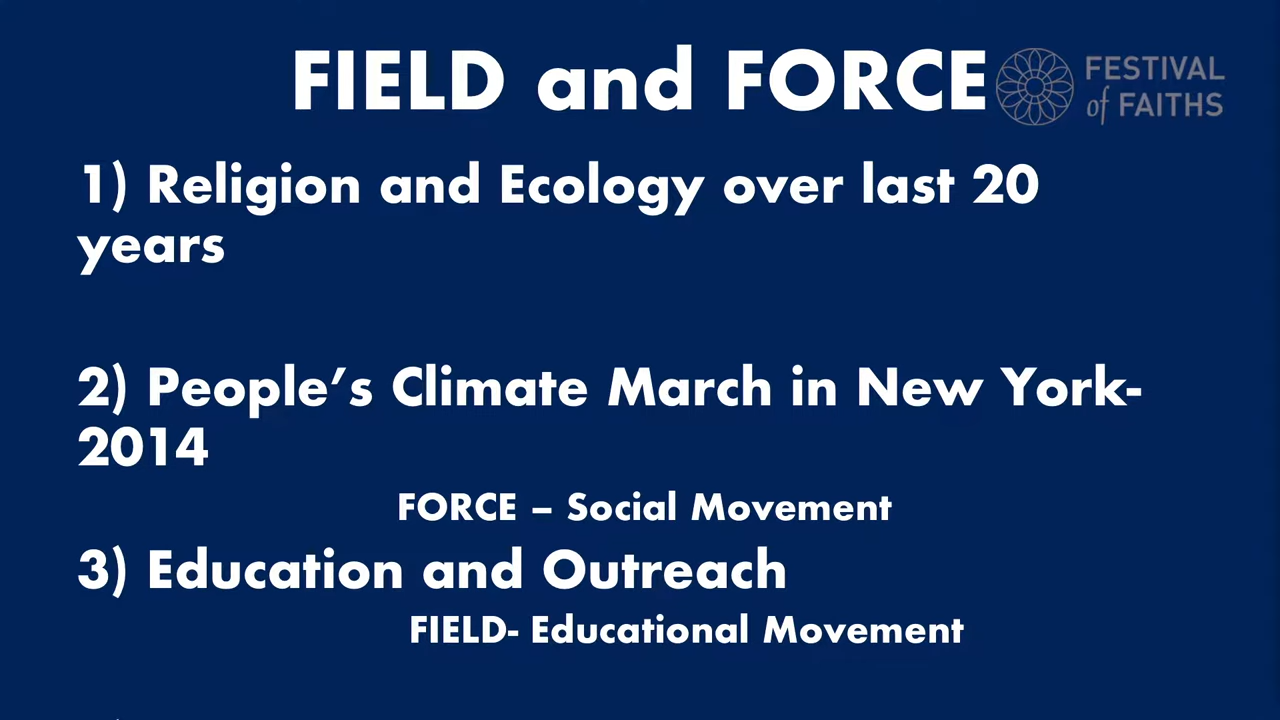 FIELD and FORCE
FESTIVAL
of FAITHS
1) Religion and Ecology over last 20
years
2) People’s Climate March in New York-
2014
FORCE – Social Movement
3) Education and Outreach
FIELD- Educational Movement